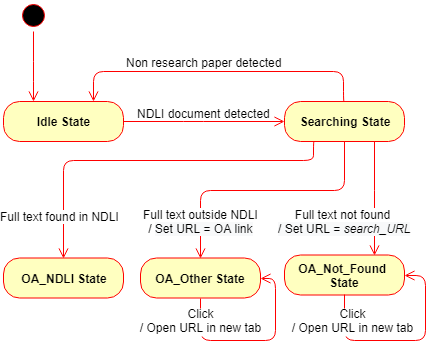 Non research paper detected
Idle State
NDLI document detected
Searching State
Full text found in NDLI
Full text outside NDLI
/ Set URL = OA link
Full text not found
/ Set URL = search_URL
OA_NDLI State
OA_Other State
OA_Not_Found
State
Click
/ Open URL in new tab
Click
/ Open URL in new tab